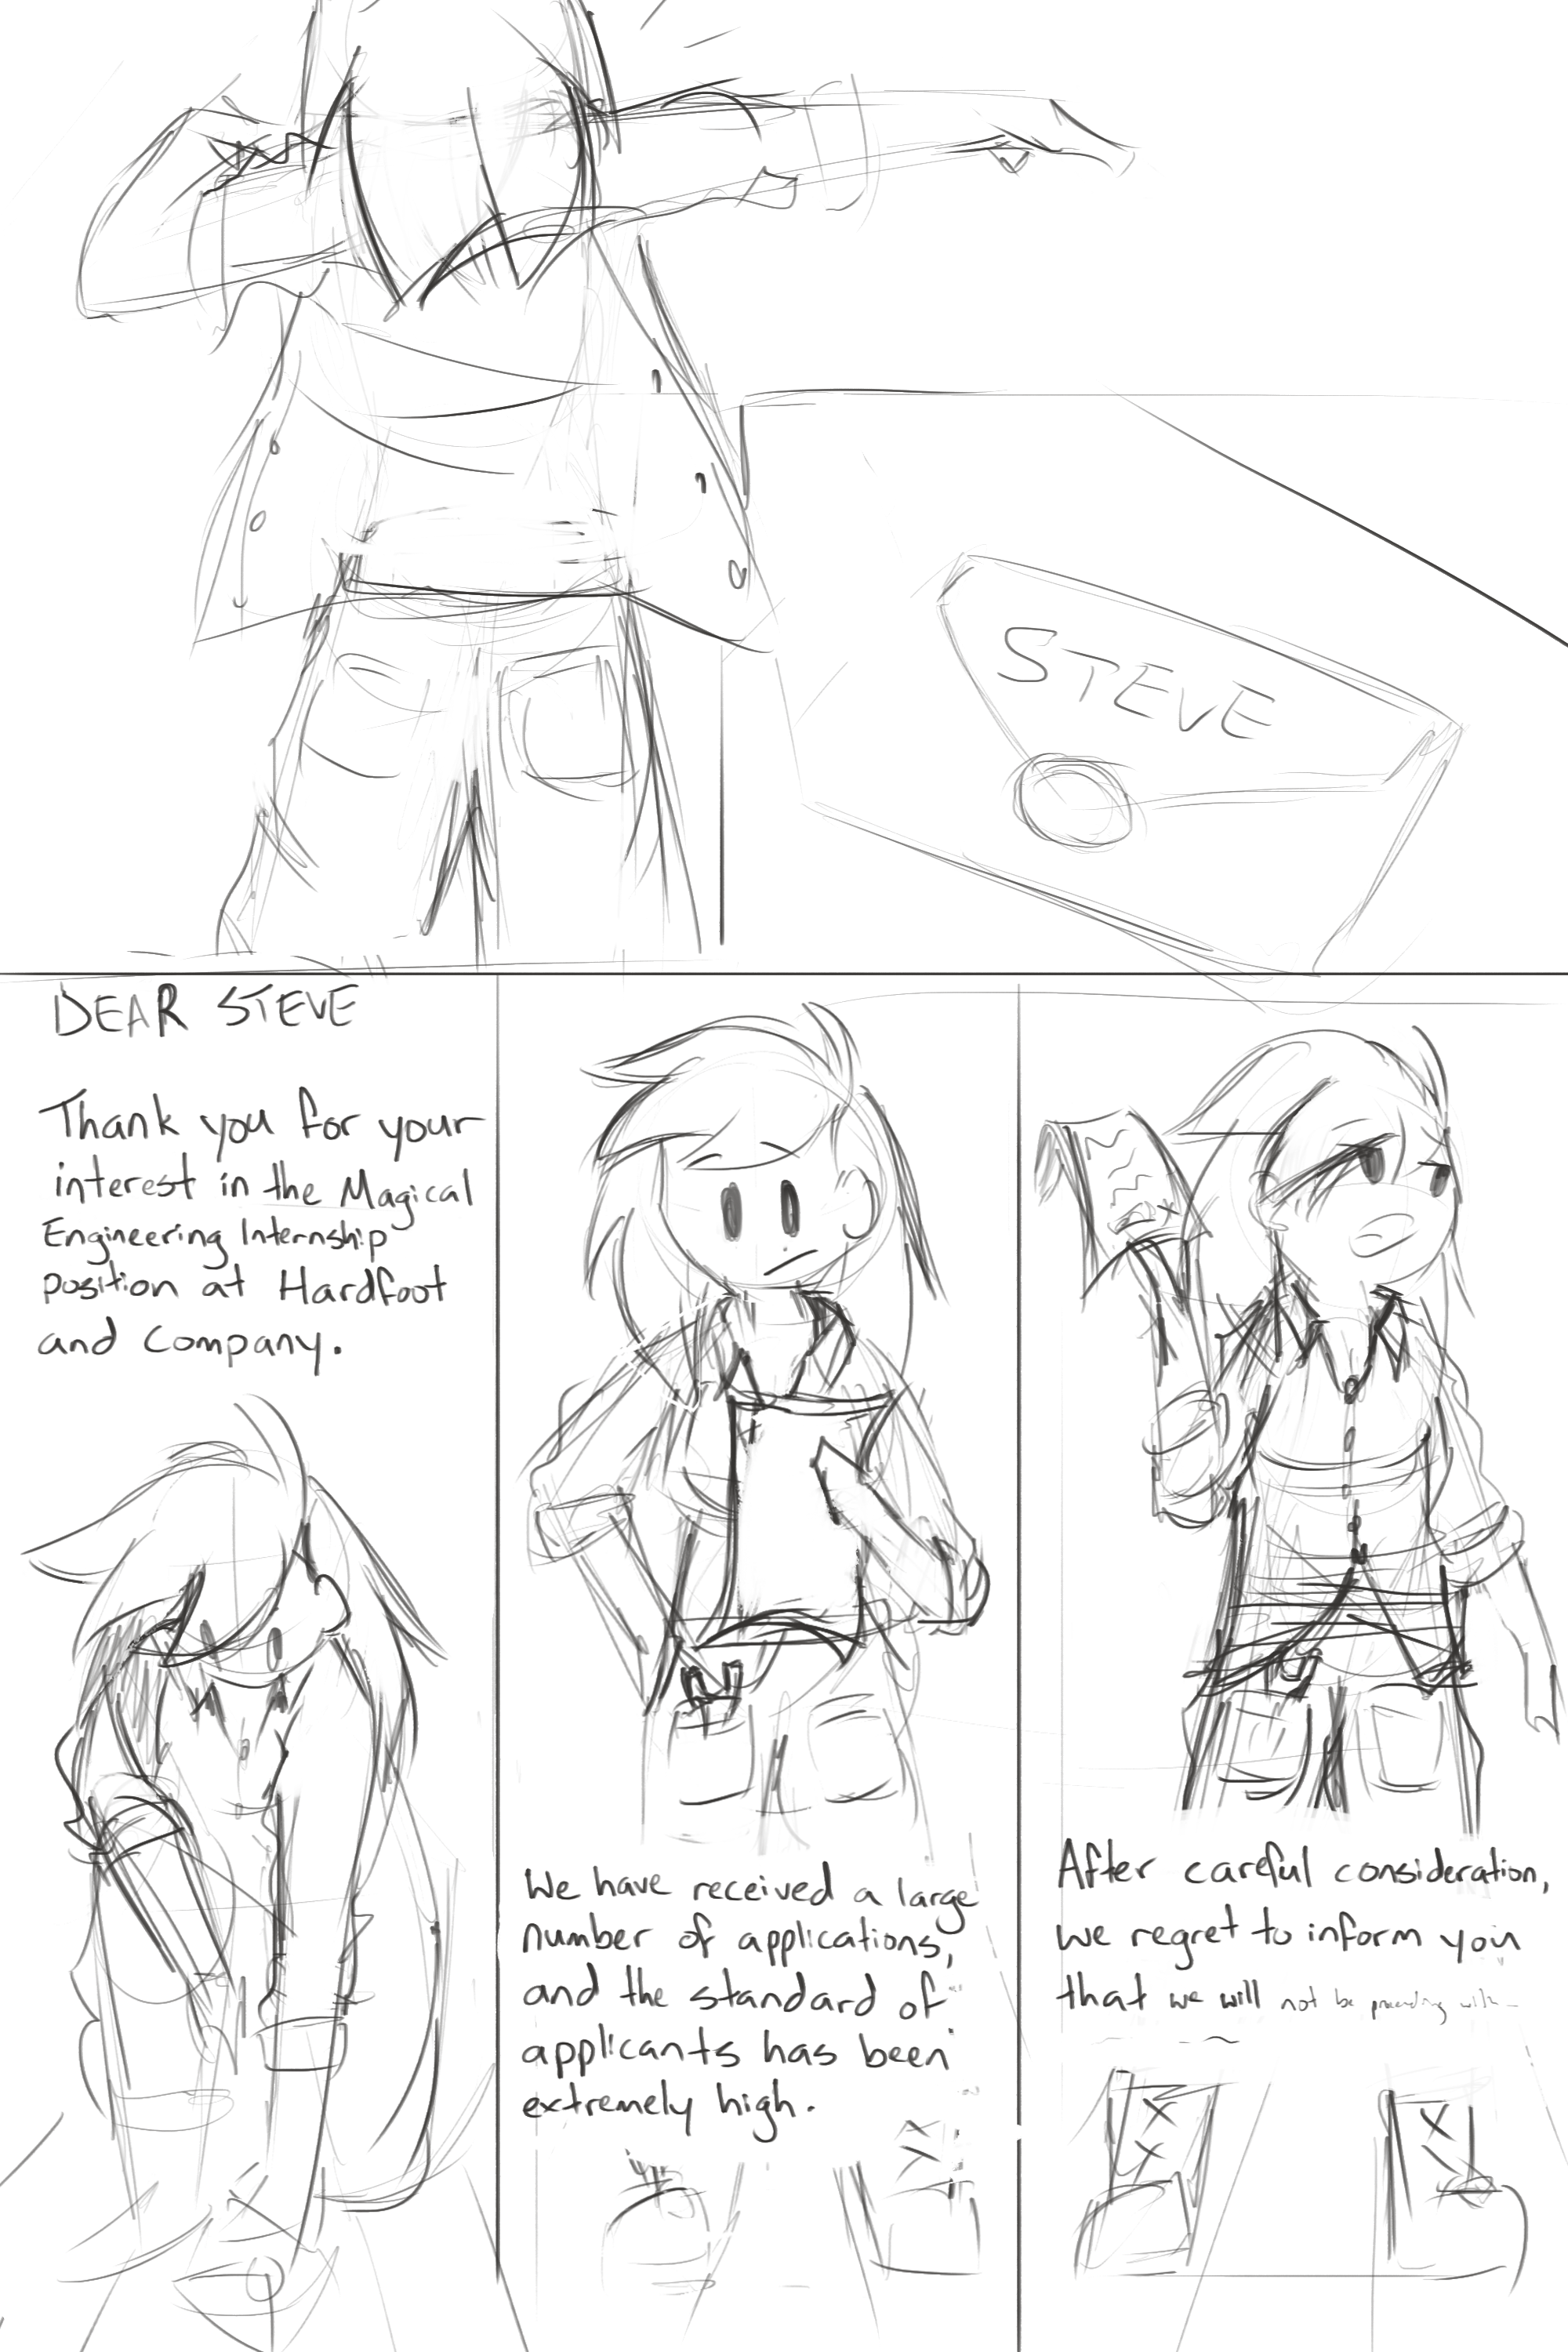 STEVE
DEAR STEVE
Thank you for your
interest in the Magical
Engineering Internship
position at Hardfoot
and Company.
We have received a large
number of applications,
and the standard of
applicants has been
extremely high.
After careful consideration,
we regret to inform you
that we will not be proceeding with-